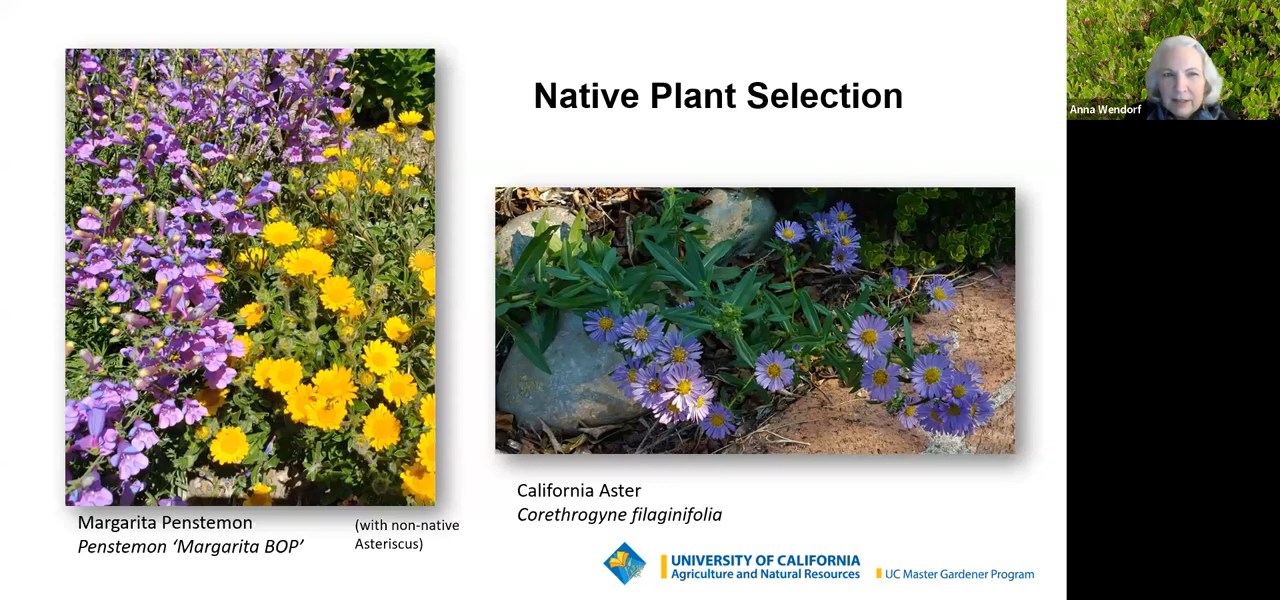 Native Plant Selection
Anna Wendorf
Margarita Penstemon
Penstemon ‘Margarita BOP’
(with non-native
Asteriscus)
California Aster
Corethrogyne filaginifolia
UNIVERSITY OF CALIFORNIA
Agriculture and Natural Resources
UC Master Gardener Program